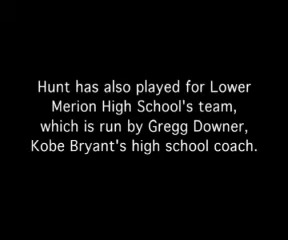 Hunt has also played for Lower
Merion High School's team,
which is run by Gregg Downer,
Kobe Bryant's high school coach.